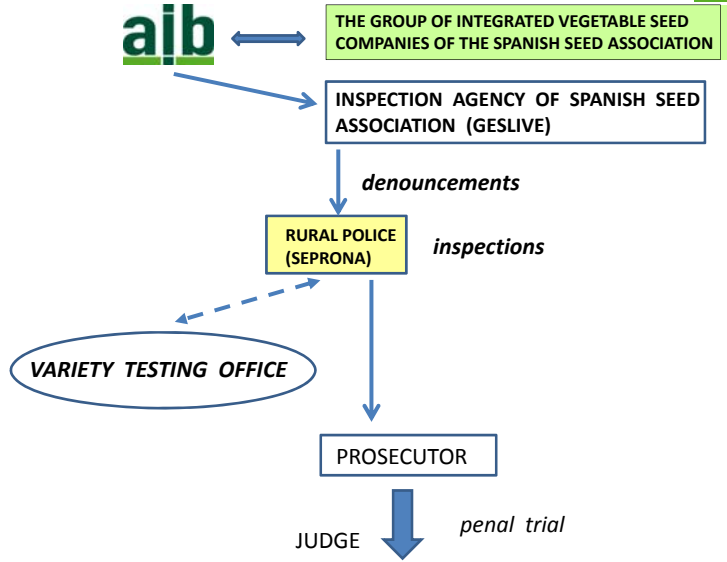 aib
THE GROUP OF INTEGRATED VEGETABLE SEED
COMPANIES OF THE SPANISH SEED ASSOCIATION
INSPECTION AGENCY OF SPANISH SEED
ASSOCIATION (GESLIVE)
denouncements
RURAL POLICE
(SEPRONA)
inspections
VARIETY TESTING OFFICE
PROSECUTOR
penal trial
JUDGE